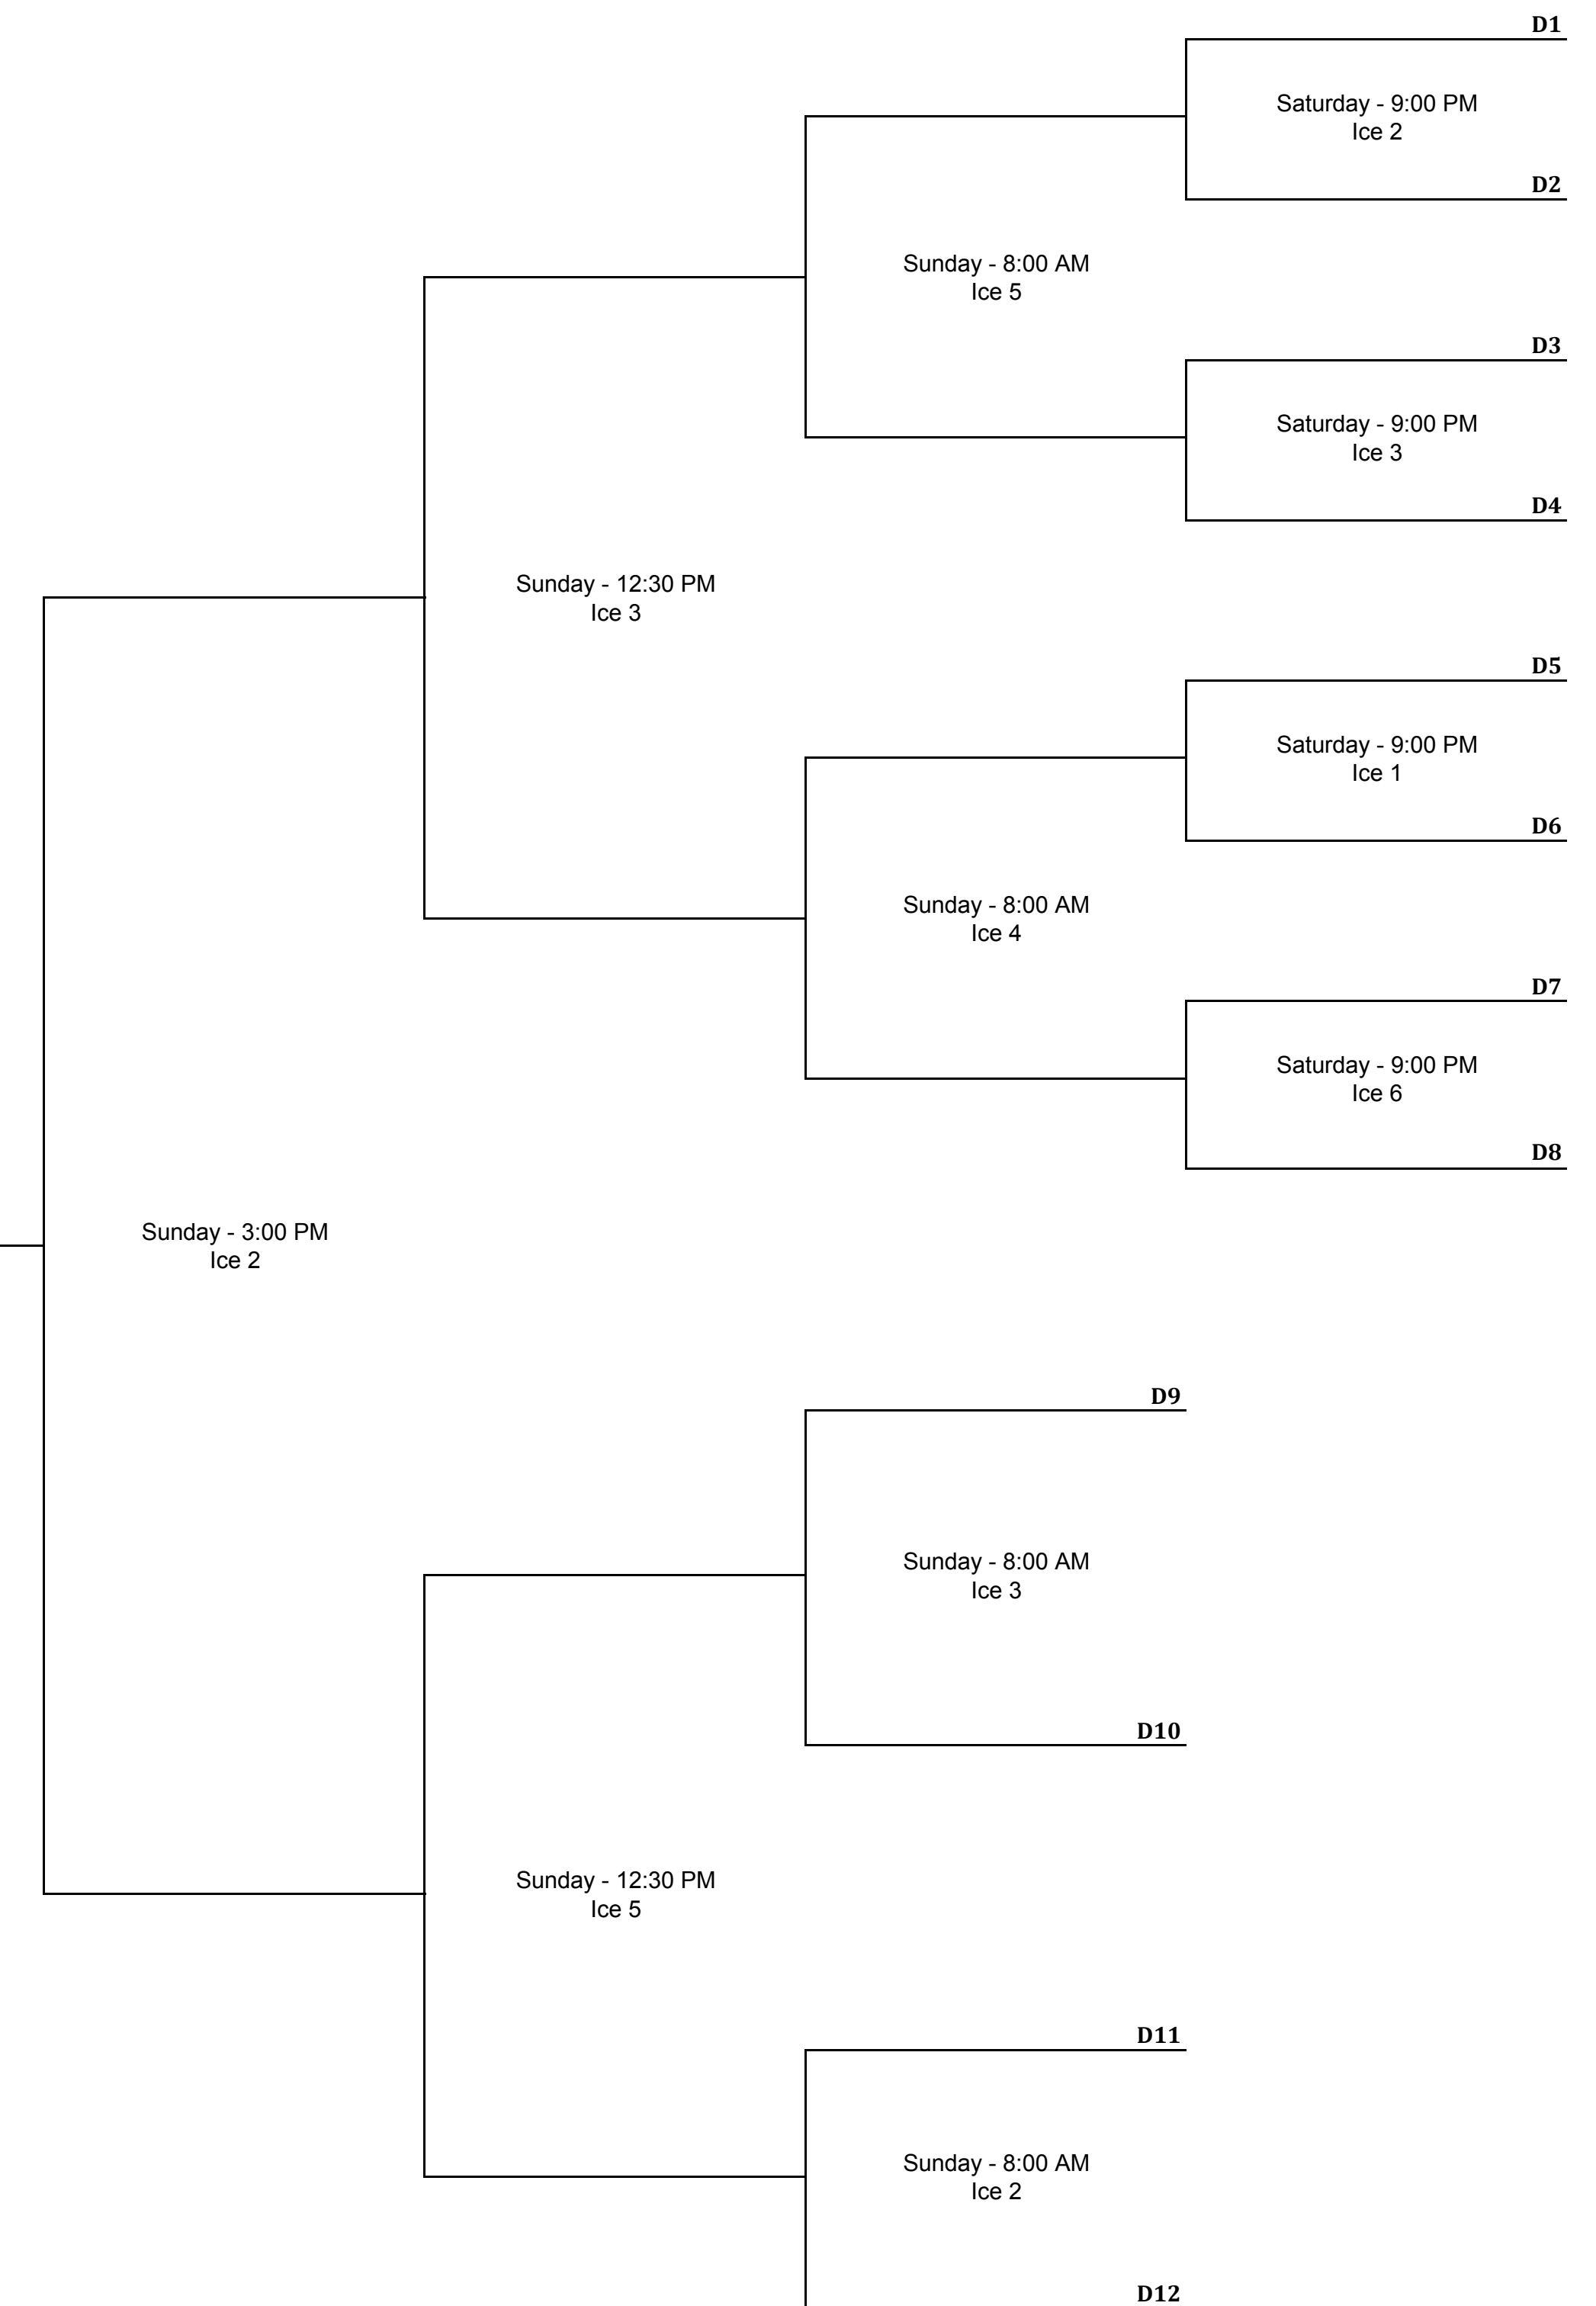 D1
Saturday - 9:00 PM
Ice 2
D2
Sunday - 8:00 AM
Ice 5
D3
Saturday - 9:00 PM
Ice 3
D4
Sunday - 12:30 PM
Ice 3
D5
Saturday - 9:00 PM
Ice 1
D6
Sunday - 8:00 AM
Ice 4
D7
Saturday - 9:00 PM
Ice 6
D8
Sunday - 3:00 PM
Ice 2
D9
Sunday - 8:00 AM
Ice 3
D10
Sunday - 12:30 PM
Ice 5
D11
Sunday - 8:00 AM
Ice 2
D12